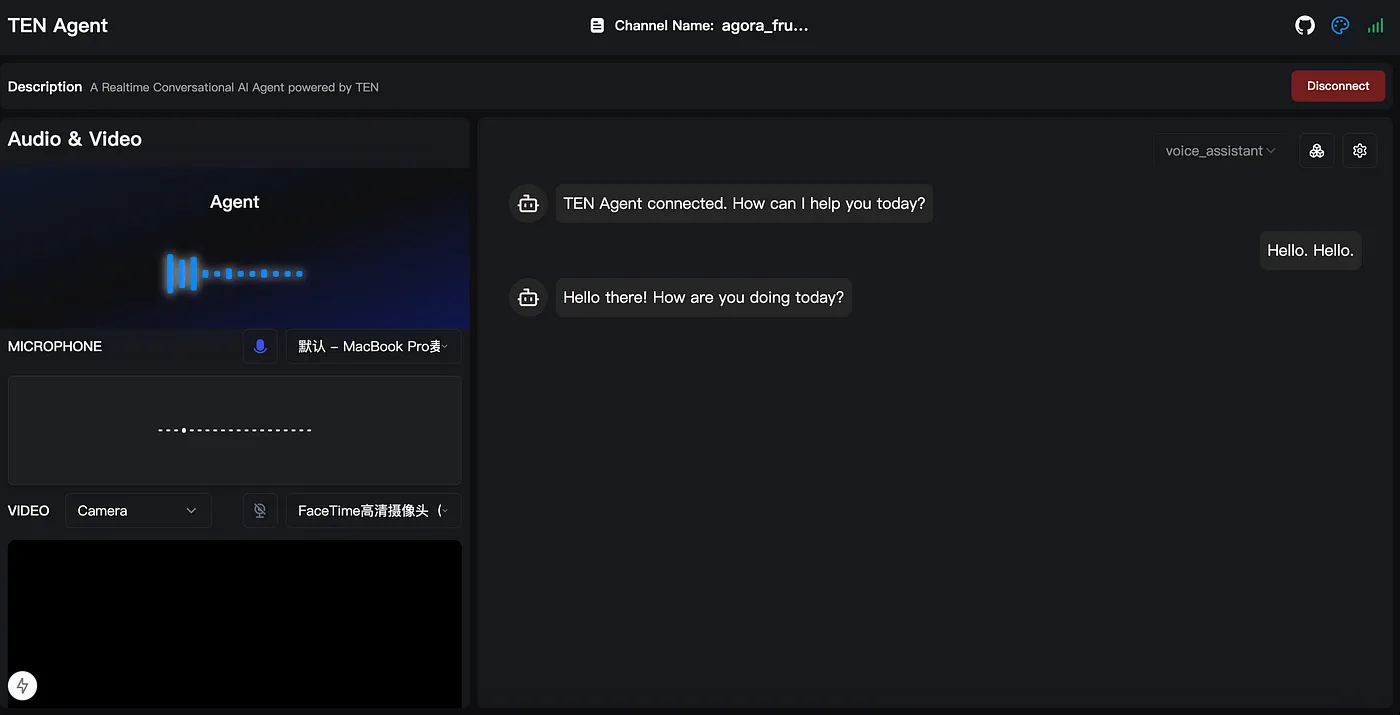 TEN Agent
Channel Name: agora_fru...
Description A Realtime Conversational AI Agent powered by TEN
Disconnect
Audio & Video
Agent
MICROPHONE
默认 – MacBook Pro麦
VIDEO
Camera
FaceTime高清摄像头（
voice_assistant
TEN Agent connected. How can I help you today?
Hello. Hello.
Hello there! How are you doing today?